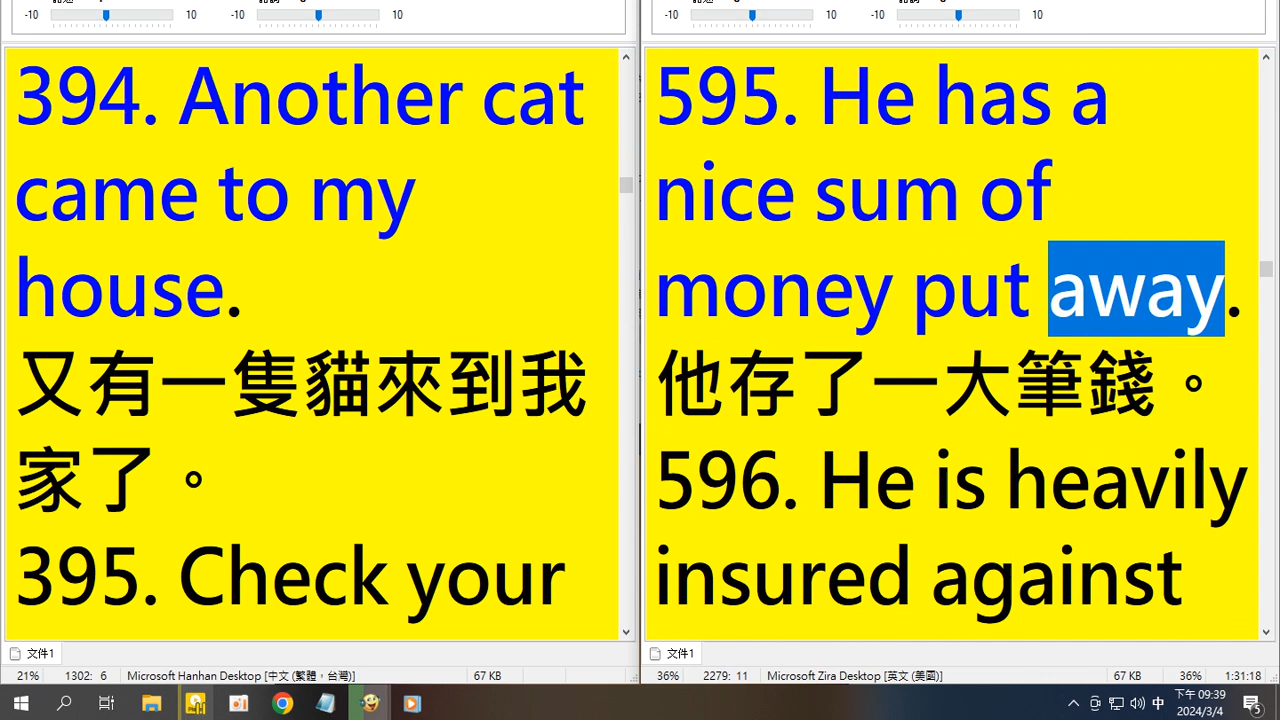 -10 10 -10 10
394. Another cat
came to my
house.
又有一隻貓來到我
家了。
395. Check your
文件1
21% 1302: 6 Microsoft Hanhan Desktop [中文 (繁體，台灣)] 67 KB
-10 10 -10 10
595. He has a
nice sum of
money put away.
他存了一大筆錢。
596. He is heavily
insured against
文件1
36% 2279: 11 Microsoft Zira Desktop [英文 (美國)] 67 KB 36% 1:31:18
中 下午 09:39
2024/3/4
5